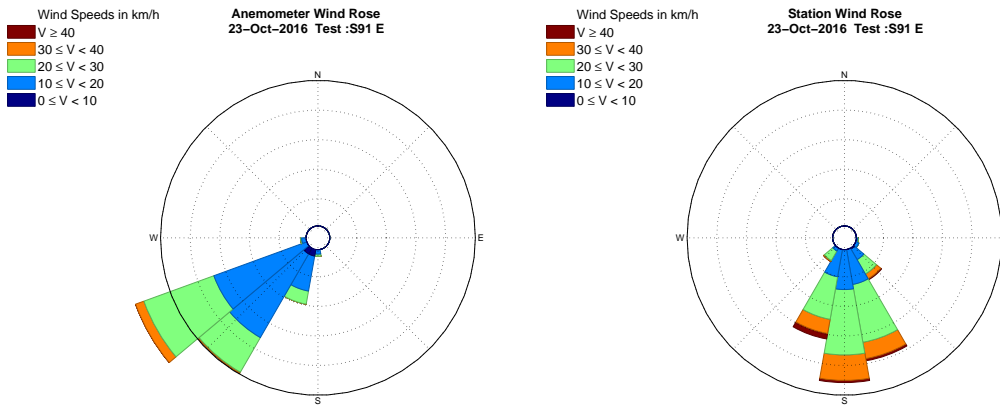 Wind Speeds in km/h
V ≥ 40
30 ≤ V < 40
20 ≤ V < 30
10 ≤ V < 20
0 ≤ V < 10
Anemometer Wind Rose
23−Oct−2016 Test :S91 E
N
W
E
S
Wind Speeds in km/h
V ≥ 40
30 ≤ V < 40
20 ≤ V < 30
10 ≤ V < 20
0 ≤ V < 10
Station Wind Rose
23−Oct−2016 Test :S91 E
N
W
S